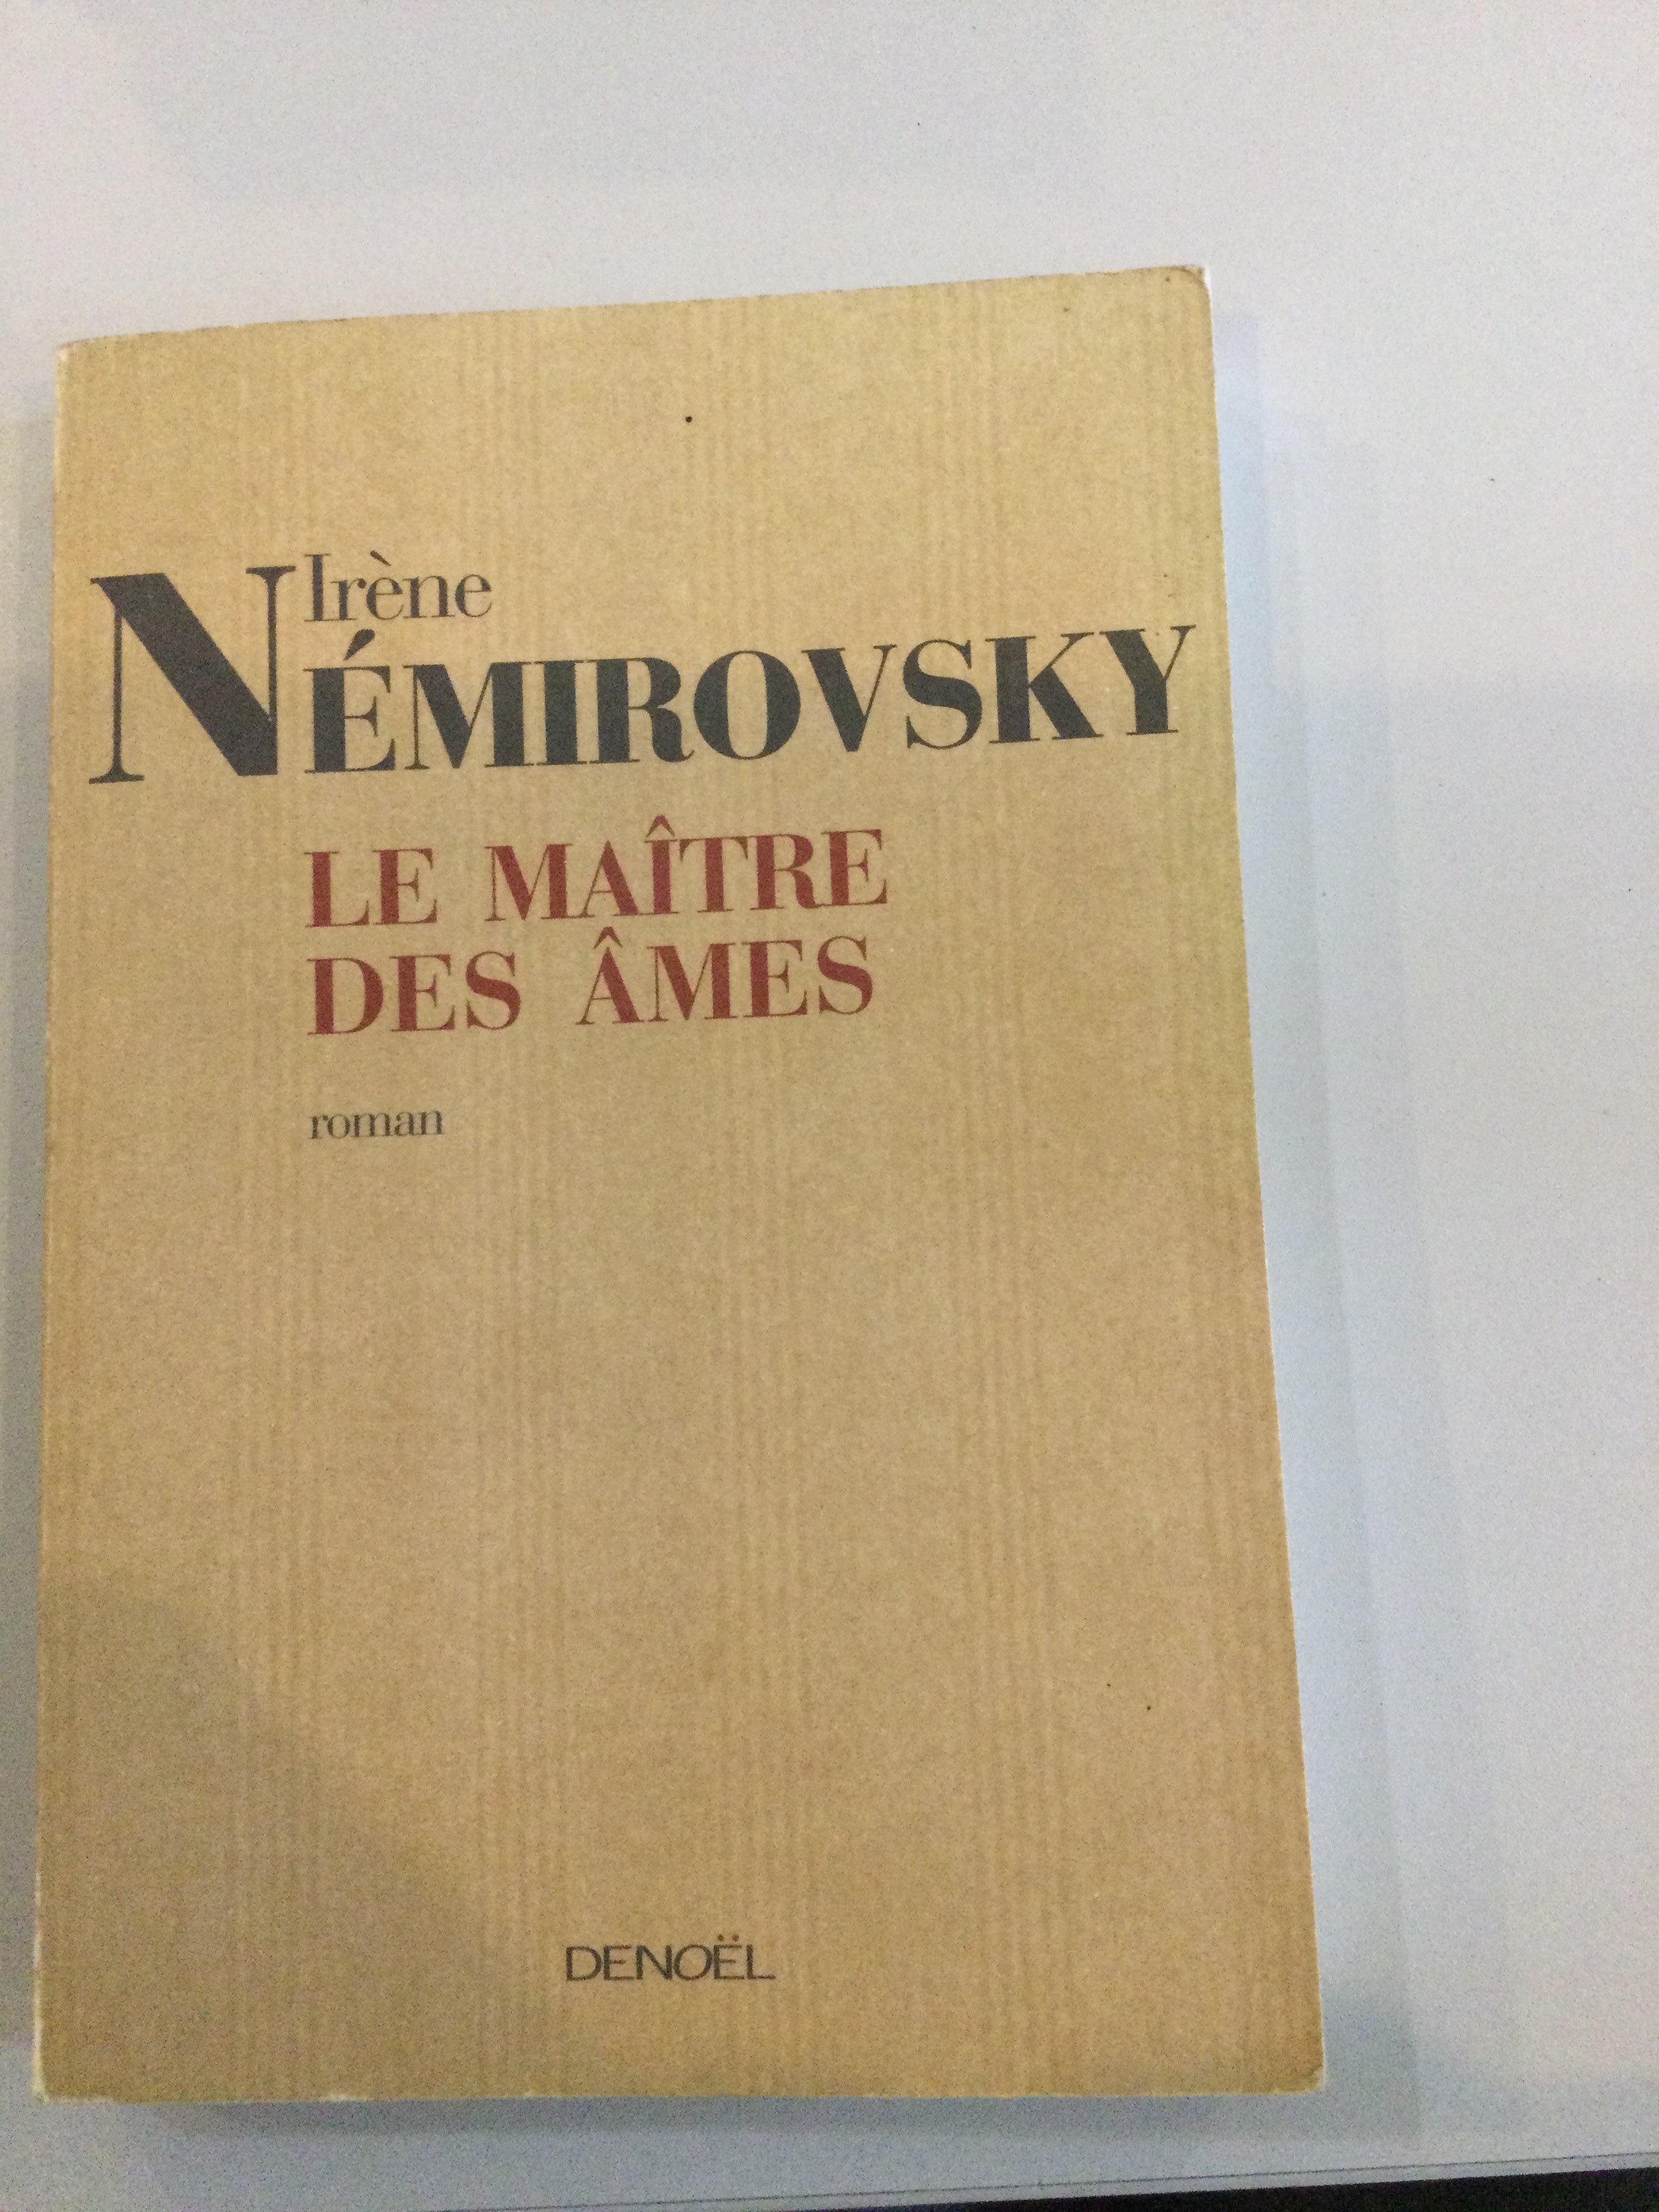 Irène
NÉMIROVSKY
LE MAÎTRE
DES ÂMES
roman
DENOËL